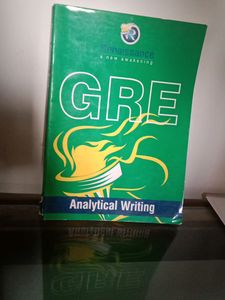 Renaissance
a new awakening
GRE
Analytical Writing